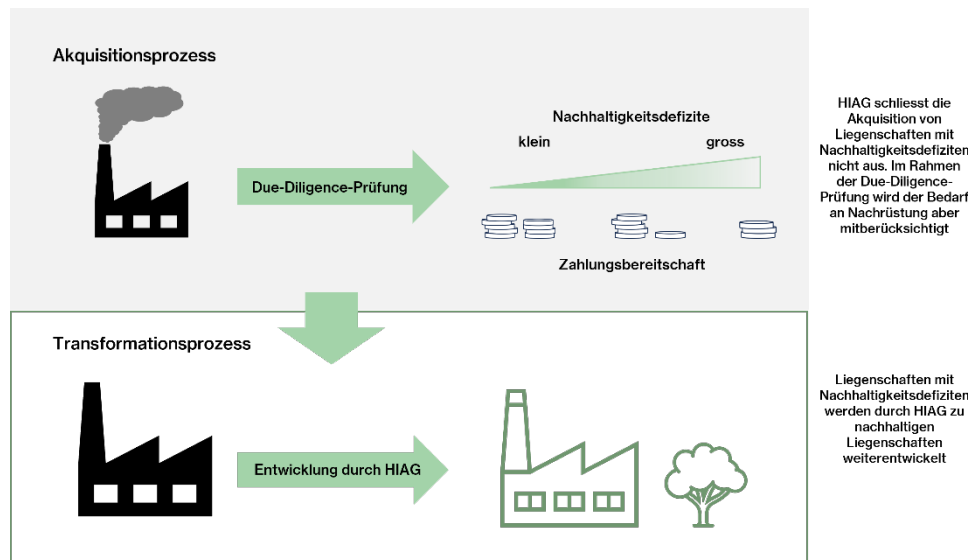 Akquisitionsprozess
Due-Diligence-Prüfung
Nachhaltigkeitsdefizite
klein
gross
Zahlungsbereitschaft
HIAG schliesst die
Akquisition von
Liegenschaften mit
Nachhaltigkeitsdefiziten
nicht aus. Im Rahmen
der Due-Diligence-
Prüfung wird der Bedarf
an Nachrüstung aber
mitberücksichtigt
Transformationsprozess
Entwicklung durch HIAG
Liegenschaften mit
Nachhaltigkeitsdefiziten
werden durch HIAG zu
nachhaltigen
Liegenschaften
weiterentwickelt